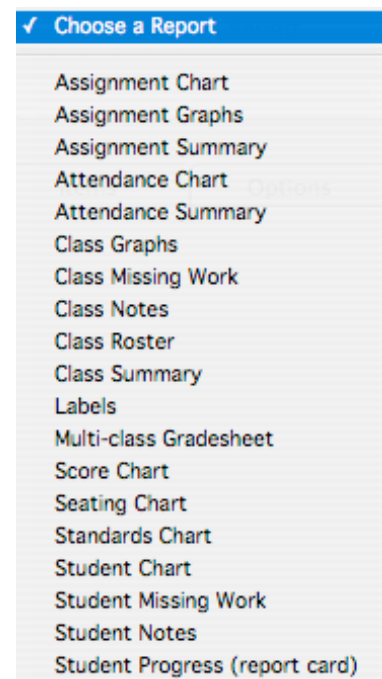 ✓ Choose a Report
Assignment Chart
Assignment Graphs
Assignment Summary
Attendance Chart
Options
Attendance Summary
Class Graphs
Class Missing Work
Class Notes
Class Roster
Class Summary
Labels
Multi-class Gradesheet
Score Chart
Seating Chart
Standards Chart
Student Chart
Student Missing Work
Student Notes
Student Progress (report card)